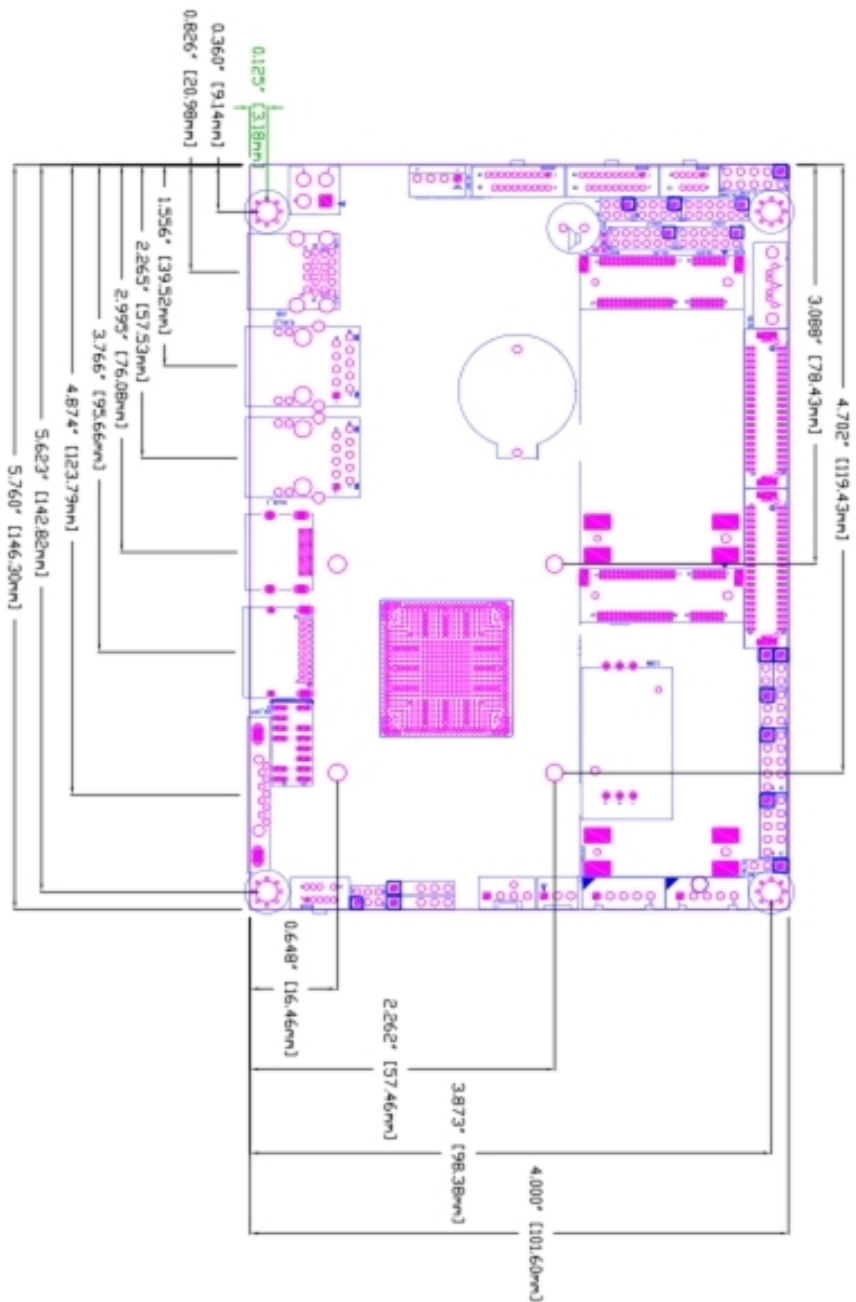 0.125" [3.18mm]
0.360" [9.14mm]
0.826" [20.98mm]
1.556" [39.52mm]
2.265" [57.53mm]
2.995" [76.08mm]
3.766" [95.66mm]
4.874" [123.79mm]
5.623" [142.82mm]
5.760" [146.30mm]
3.088" [78.43mm]
4.702" [119.43mm]
0.648" [16.46mm]
2.262" [57.46mm]
3.873" [98.38mm]
4.000" [101.60mm]